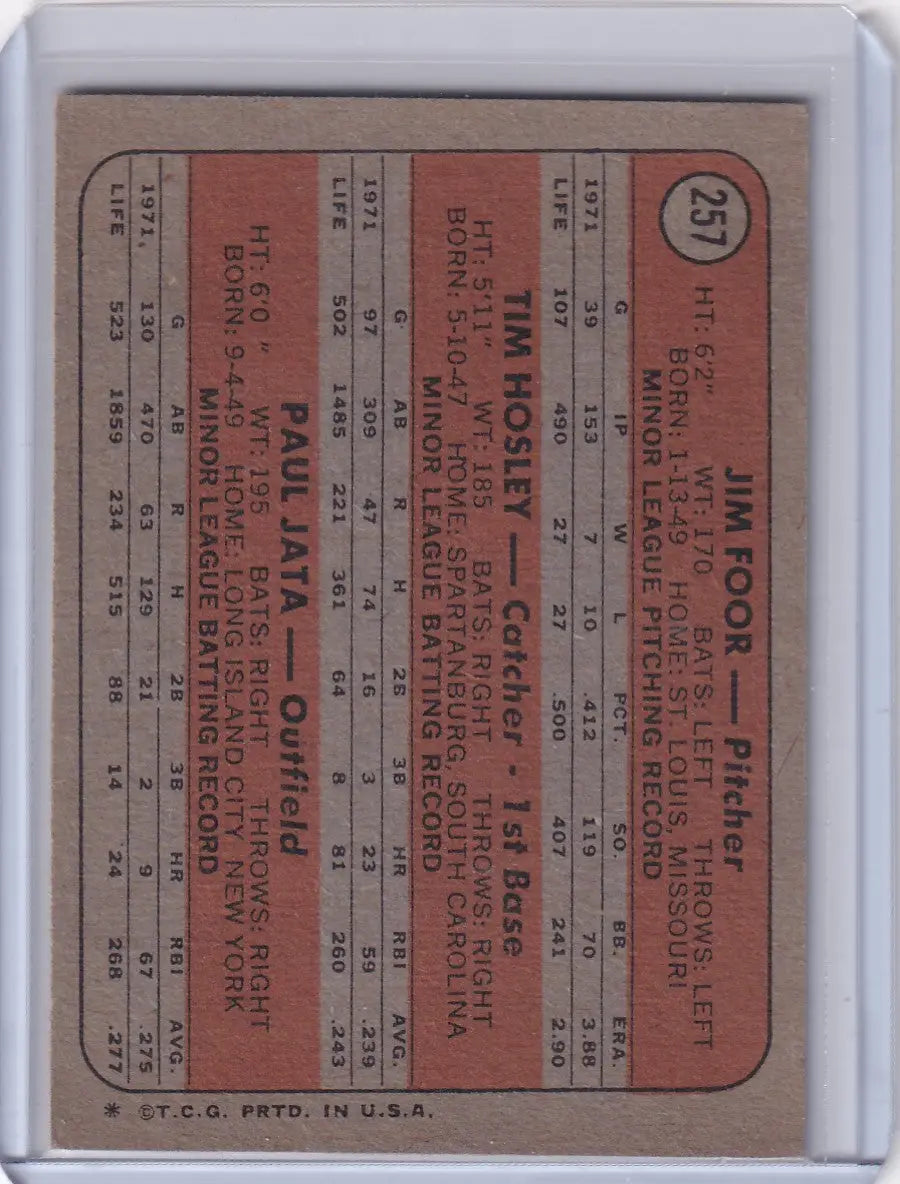 257
JIM FOOR — Pitcher
HT: 6'2" WT: 170 BATS: LEFT THROWS: LEFT
BORN: 1-13-49 HOME: ST. LOUIS, MISSOURI
MINOR LEAGUE PITCHING RECORD
G IP W L PCT. SO. BB. ERA.
1971 39 153 7 10 .412 119 70 3.88
LIFE 107 490 27 27 .500 407 241 2.90
TIM HOSLEY — Catcher - 1st Base
HT: 5'11" WT: 185 BATS: RIGHT THROWS: RIGHT
BORN: 5-10-47 HOME: SPARTANBURG, SOUTH CAROLINA
MINOR LEAGUE BATTING RECORD
G AB R H 2B 3B HR RBI AVG.
1971 97 309 47 74 16 3 23 59 .239
LIFE 502 1485 221 361 64 8 81 260 .243
PAUL JATA — Outfield
HT: 6'0 " WT: 195 BATS: RIGHT THROWS: RIGHT
BORN: 9-4-49 HOME: LONG ISLAND CITY, NEW YORK
MINOR LEAGUE BATTING RECORD
G AB R H 2B 3B HR RBI AVG.
1971. 130 470 63 129 21 2 9 67 .275
LIFE 523 1859 234 515 88 14 24 268 .277
* ©T.C.G. PRTD. IN U.S.A.